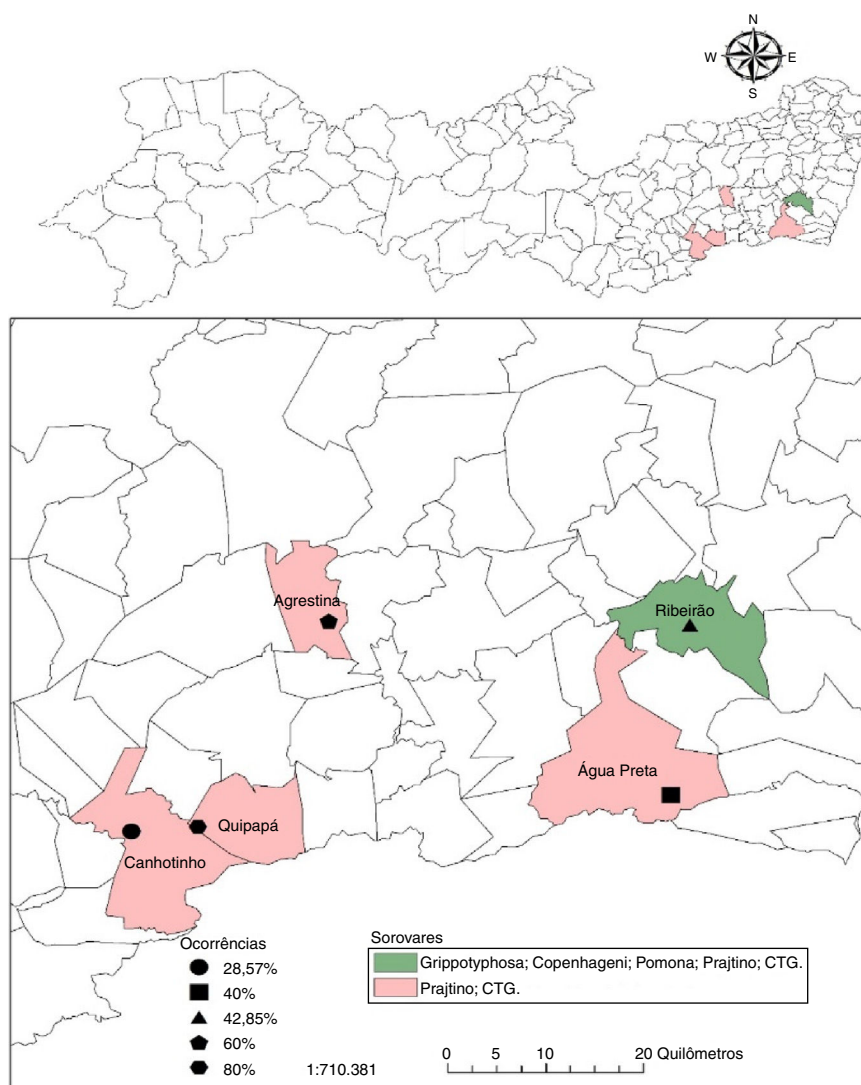 N
W E
S
Agrestina
Ribeirão
Água Preta
Quipapá
Canhotinho
Ocorrências
28,57%
40%
42,85%
60%
80%
Sorovares
Grippotyphosa; Copenhageni; Pomona; Prajtino; CTG.
Prajtino; CTG.
1:710.381
0 5 10 20 Quilômetros